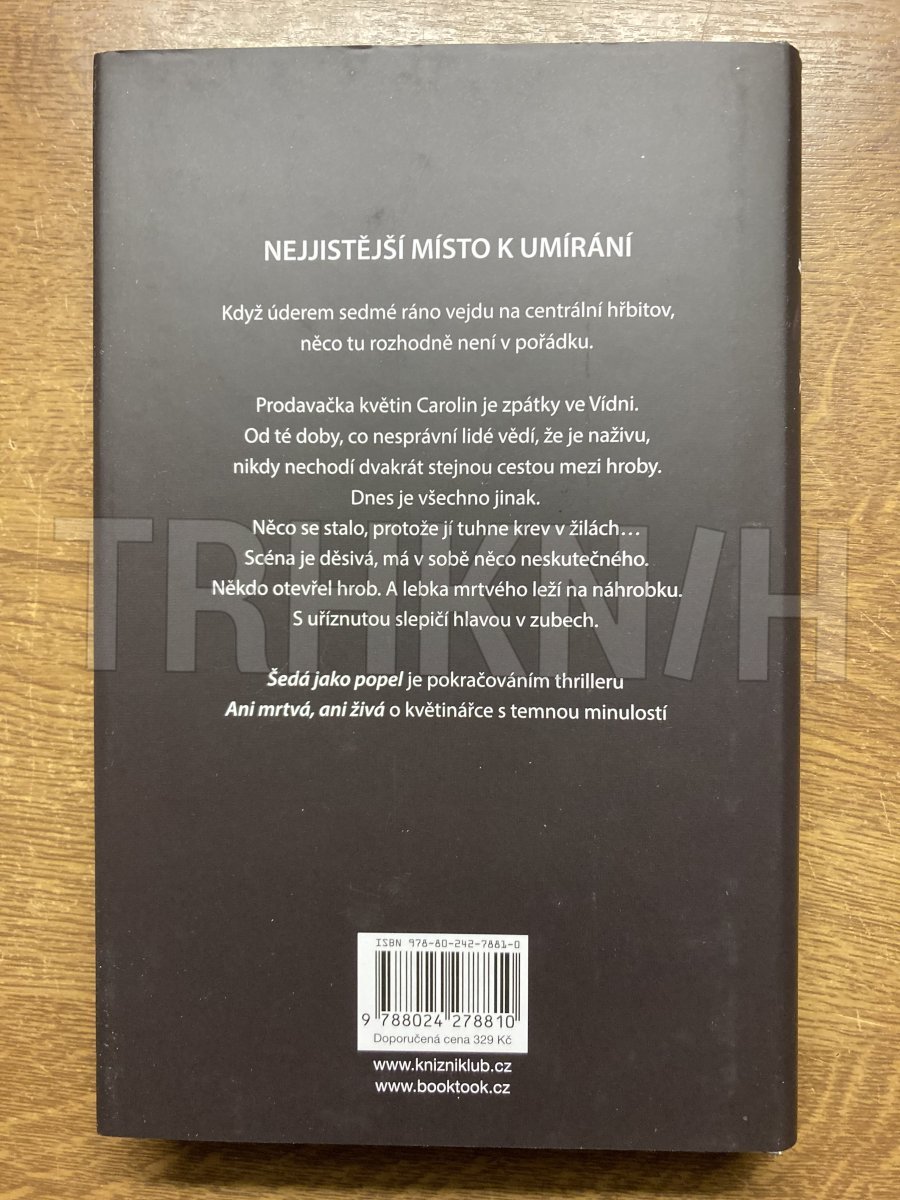 NEJJISTĚJŠÍ MÍSTO K UMÍRÁNÍ
Když úderem sedmé ráno vejdu na centrální hřbitov,
něco tu rozhodně není v pořádku.
Prodavačka květin Carolin je zpátky ve Vídni.
Od té doby, co nesprávní lidé vědí, že je naživu,
nikdy nechodí dvakrát stejnou cestou mezi hroby.
Dnes je všechno jinak.
Něco se stalo, protože jí tuhne krev v žilách…
Scéna je děsivá, má v sobě něco neskutečného.
Někdo otevřel hrob. A lebka mrtvého leží na náhrobku.
S uříznutou slepičí hlavou v zubech.
TRHKN/H
Šedá jako popel je pokračováním thrilleru
Ani mrtvá, ani živá o květinářce s temnou minulostí
ISBN 978-80-242-7881-0
9 788024 278810
Doporučená cena 329 Kč
www.knizniklub.cz
www.booktook.cz